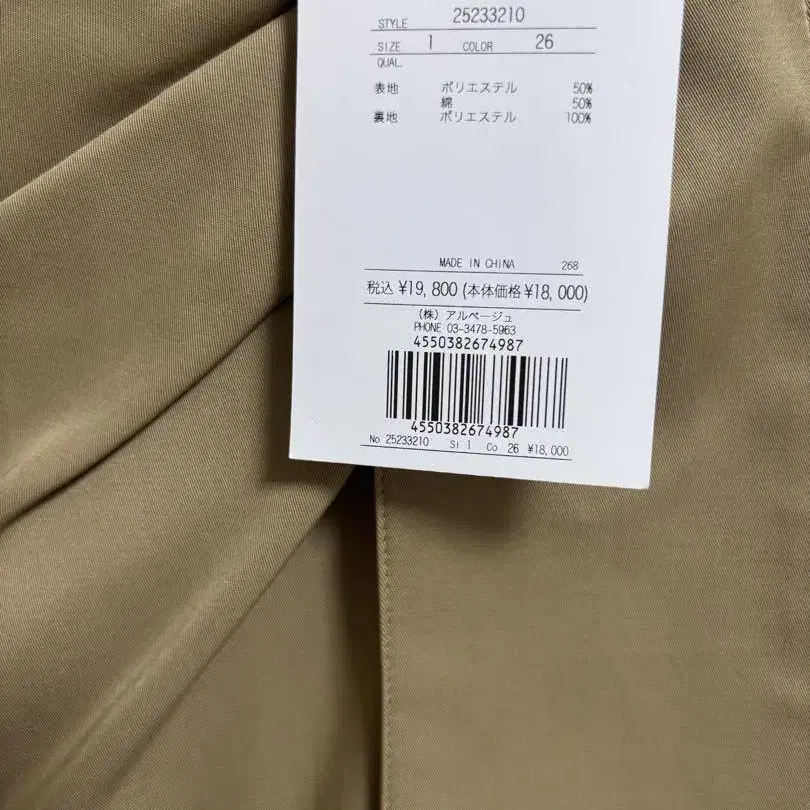 STYLE 25233210
SIZE 1 COLOR 26
QUAL.
表地 ポリエステル 50%
綿 50%
裏地 ポリエステル 100%
MADE IN CHINA 268
税込 ¥19,800 (本体価格¥18,000)
(株) アルページュ
PHONE 03-3478-5963
4550382674987
4550382674987
No 25233210 Si 1 Co 26 ¥18,000